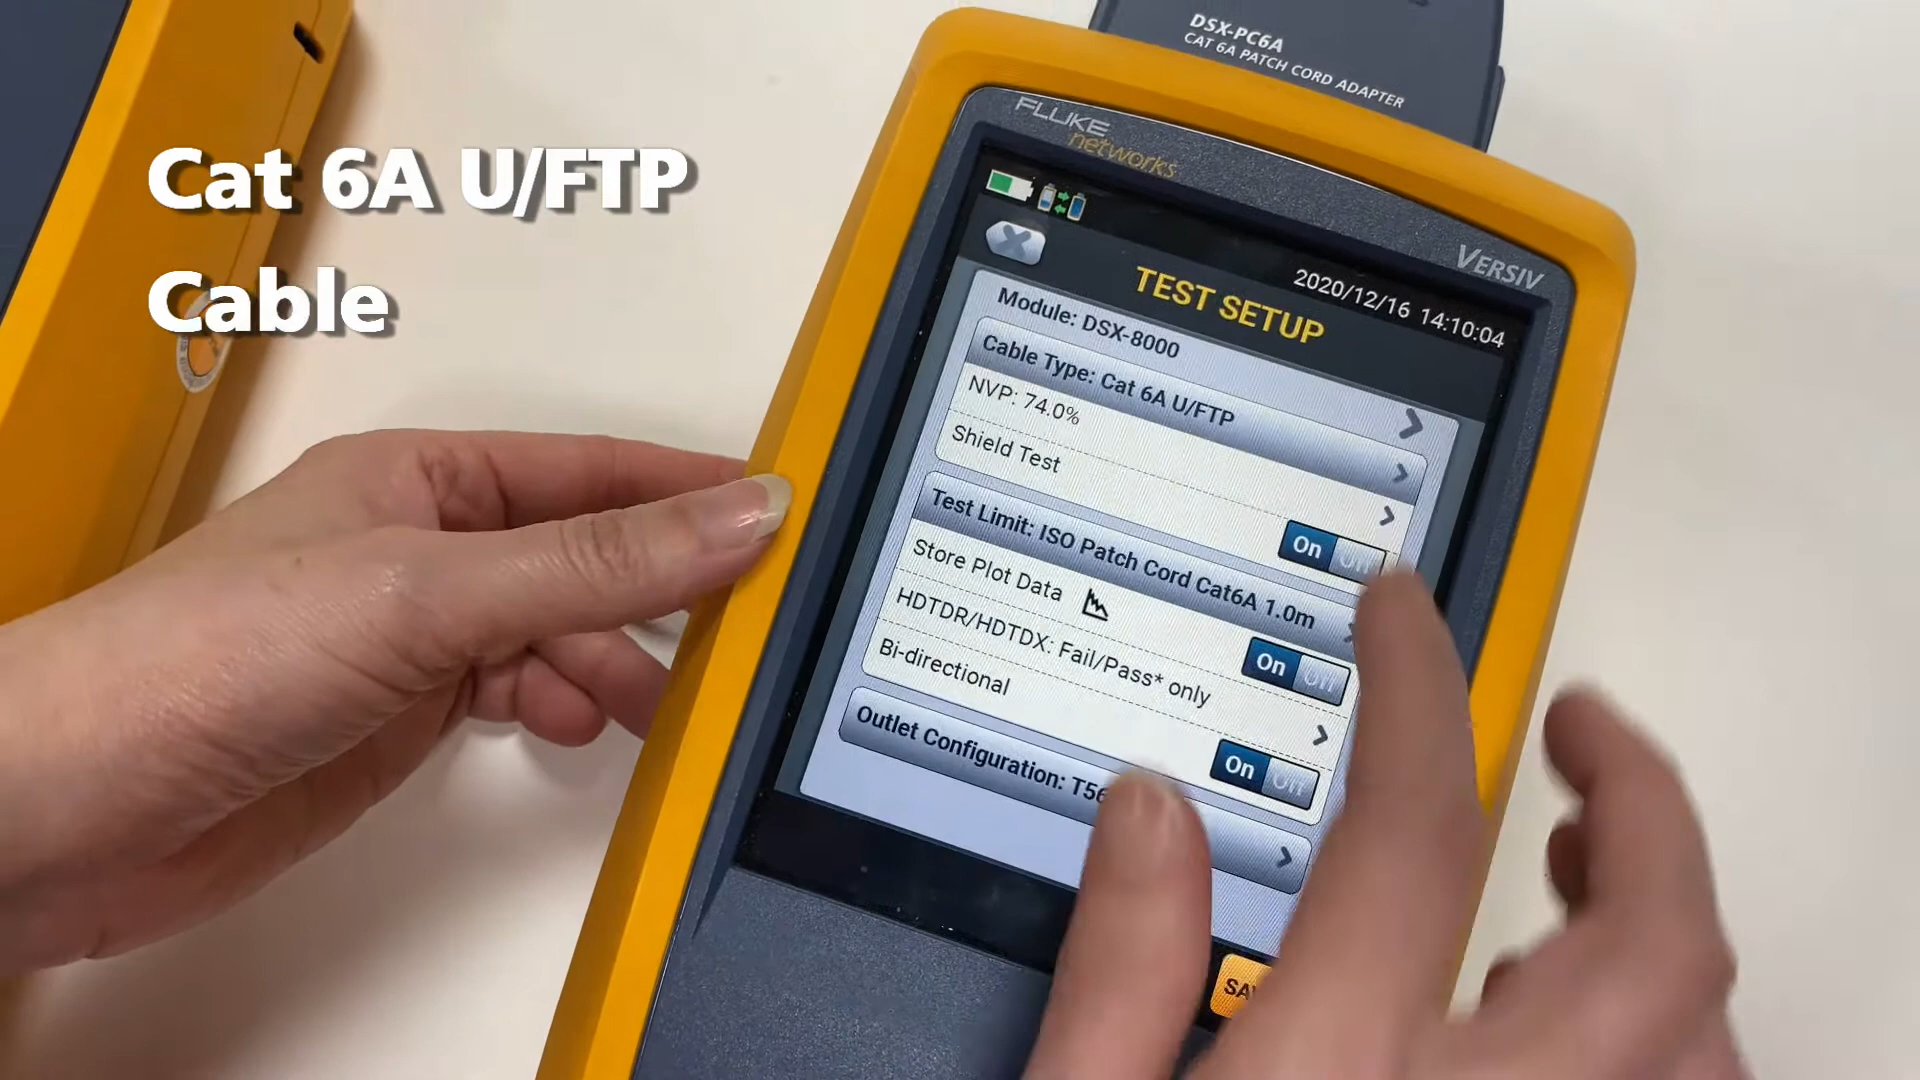 Cat 6A U/FTP
Cable
DSX-PC6A
CAT 6A PATCH CORD ADAPTER
FLUKE
networks
VERSIV
2020/12/16 14:10:04
TEST SETUP
Module: DSX-8000
Cable Type: Cat 6A U/FTP
NVP: 74.0%
Shield Test
On Off
Test Limit: ISO Patch Cord Cat6A 1.0m
Store Plot Data
On Off
HDTDR/HDTDX: Fail/Pass* only
Bi-directional
On Off
Outlet Configuration: